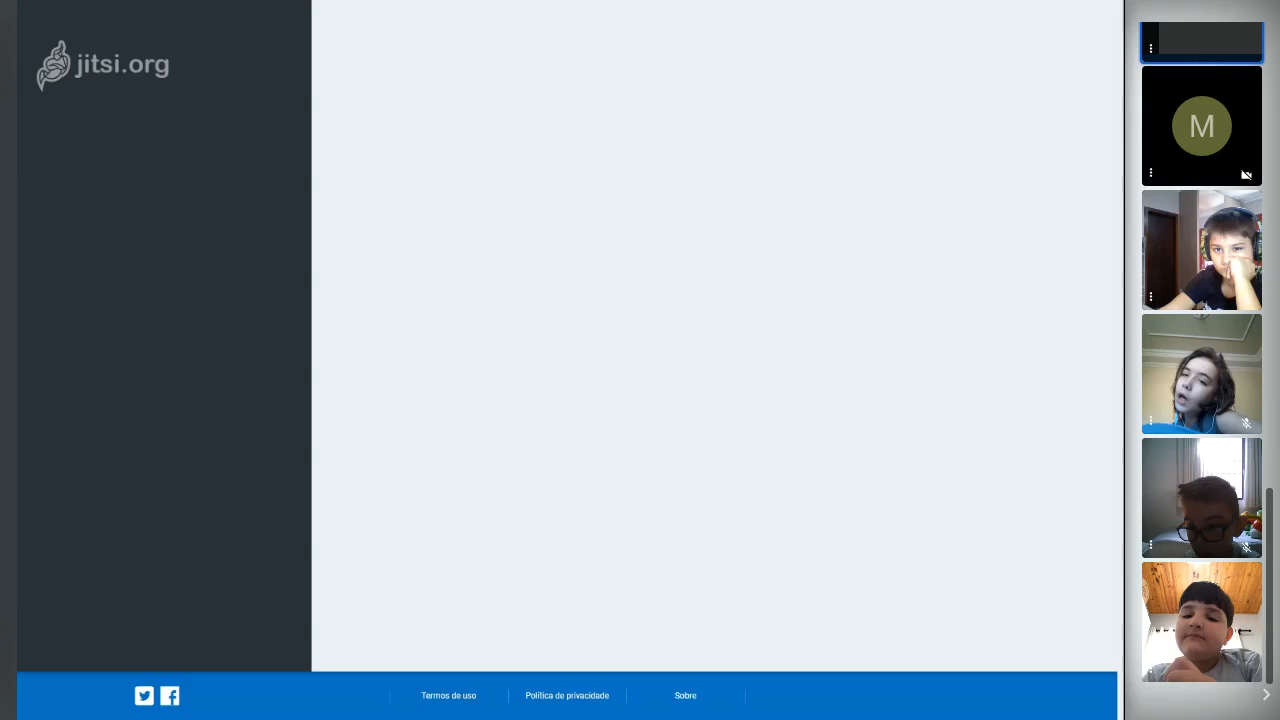 jitsi.org
M
Termos de uso
Política de privacidade
Sobre